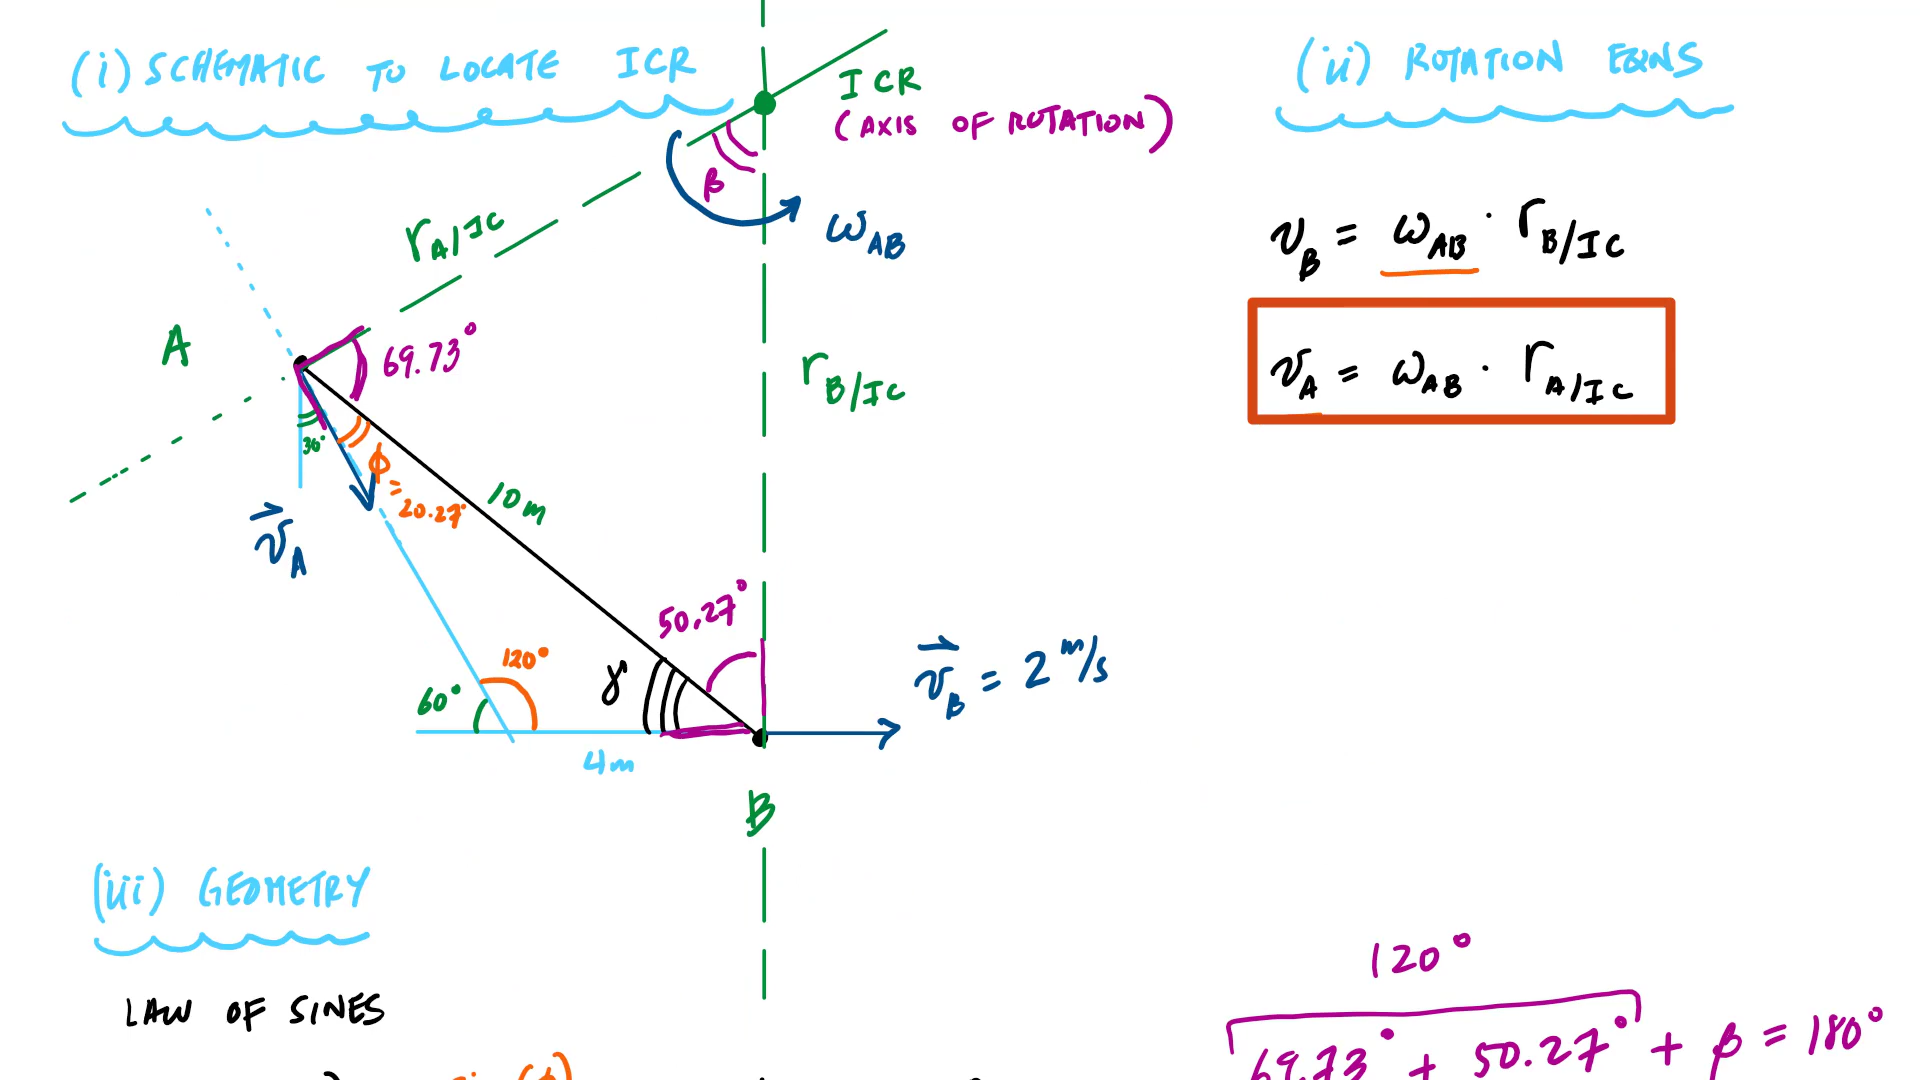 (i) SCHEMATIC TO LOCATE ICR
ICR
(AXIS OF ROTATION)
β
ω_AB
r_A/IC
A
69.73°
30°
ϕ
=
20.27°
10m
v⃗_A
r_B/IC
50.27°
120°
60°
γ
4m
v⃗_B = 2 m/s
B
(ii) ROTATION EQNS
v_B = ω_AB · r_B/IC
v_A = ω_AB · r_A/IC
(iii) GEOMETRY
LAW OF SINES
120°
69.73° + 50.27° + β = 180°